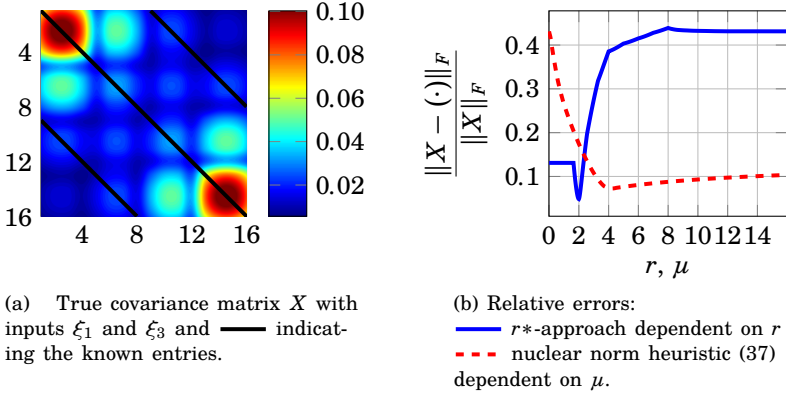 4
8
12
16
4
8
12
16
0.10
0.08
0.06
0.04
0.02
‖X − (·)‖F
‖X‖F
0.4
0.3
0.2
0.1
0 2 4 6 8 10 12 14
r, μ
(a) True covariance matrix X with
inputs ξ1 and ξ3 and indicat-
ing the known entries.
(b) Relative errors:
r∗-approach dependent on r
nuclear norm heuristic (37)
dependent on μ.